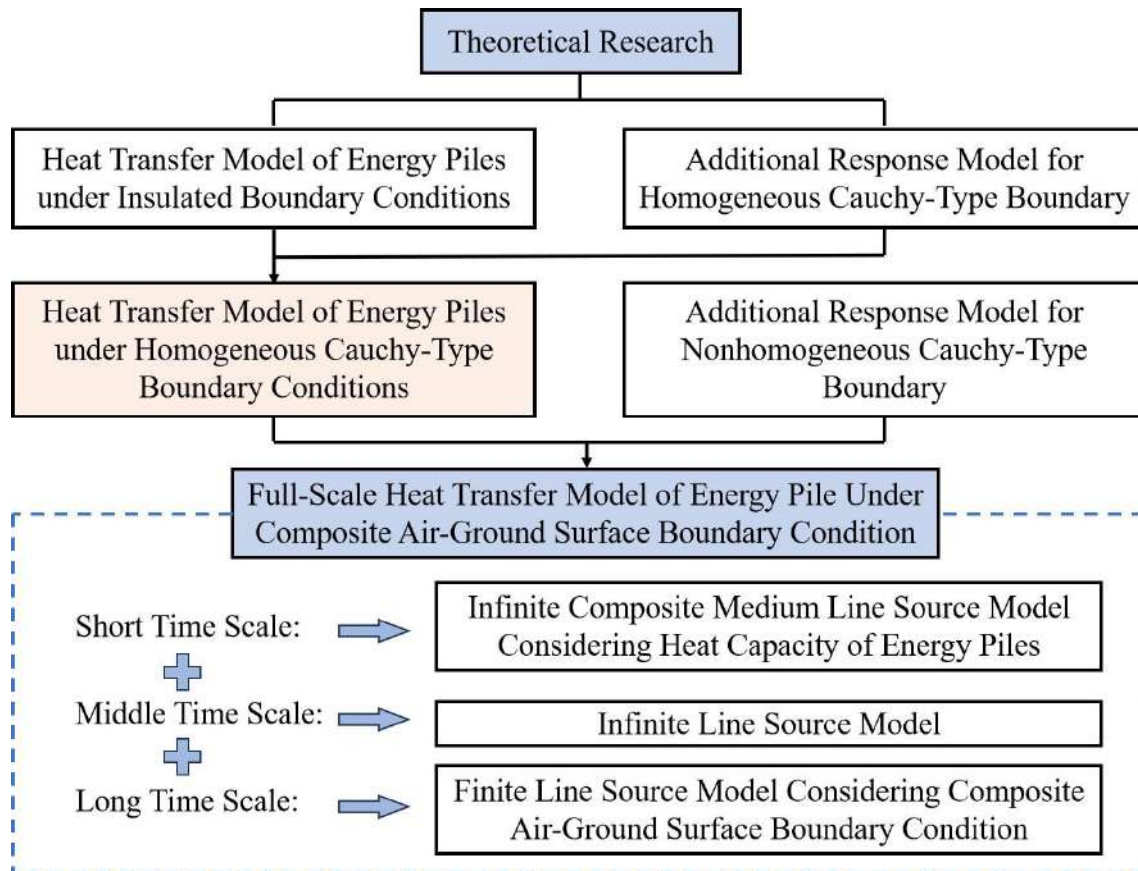 Theoretical Research
Heat Transfer Model of Energy Piles
under Insulated Boundary Conditions
Additional Response Model for
Homogeneous Cauchy-Type Boundary
Heat Transfer Model of Energy Piles
under Homogeneous Cauchy-Type
Boundary Conditions
Additional Response Model for
Nonhomogeneous Cauchy-Type
Boundary
Full-Scale Heat Transfer Model of Energy Pile Under
Composite Air-Ground Surface Boundary Condition
Short Time Scale:
Infinite Composite Medium Line Source Model
Considering Heat Capacity of Energy Piles
Middle Time Scale:
Infinite Line Source Model
Long Time Scale:
Finite Line Source Model Considering Composite
Air-Ground Surface Boundary Condition